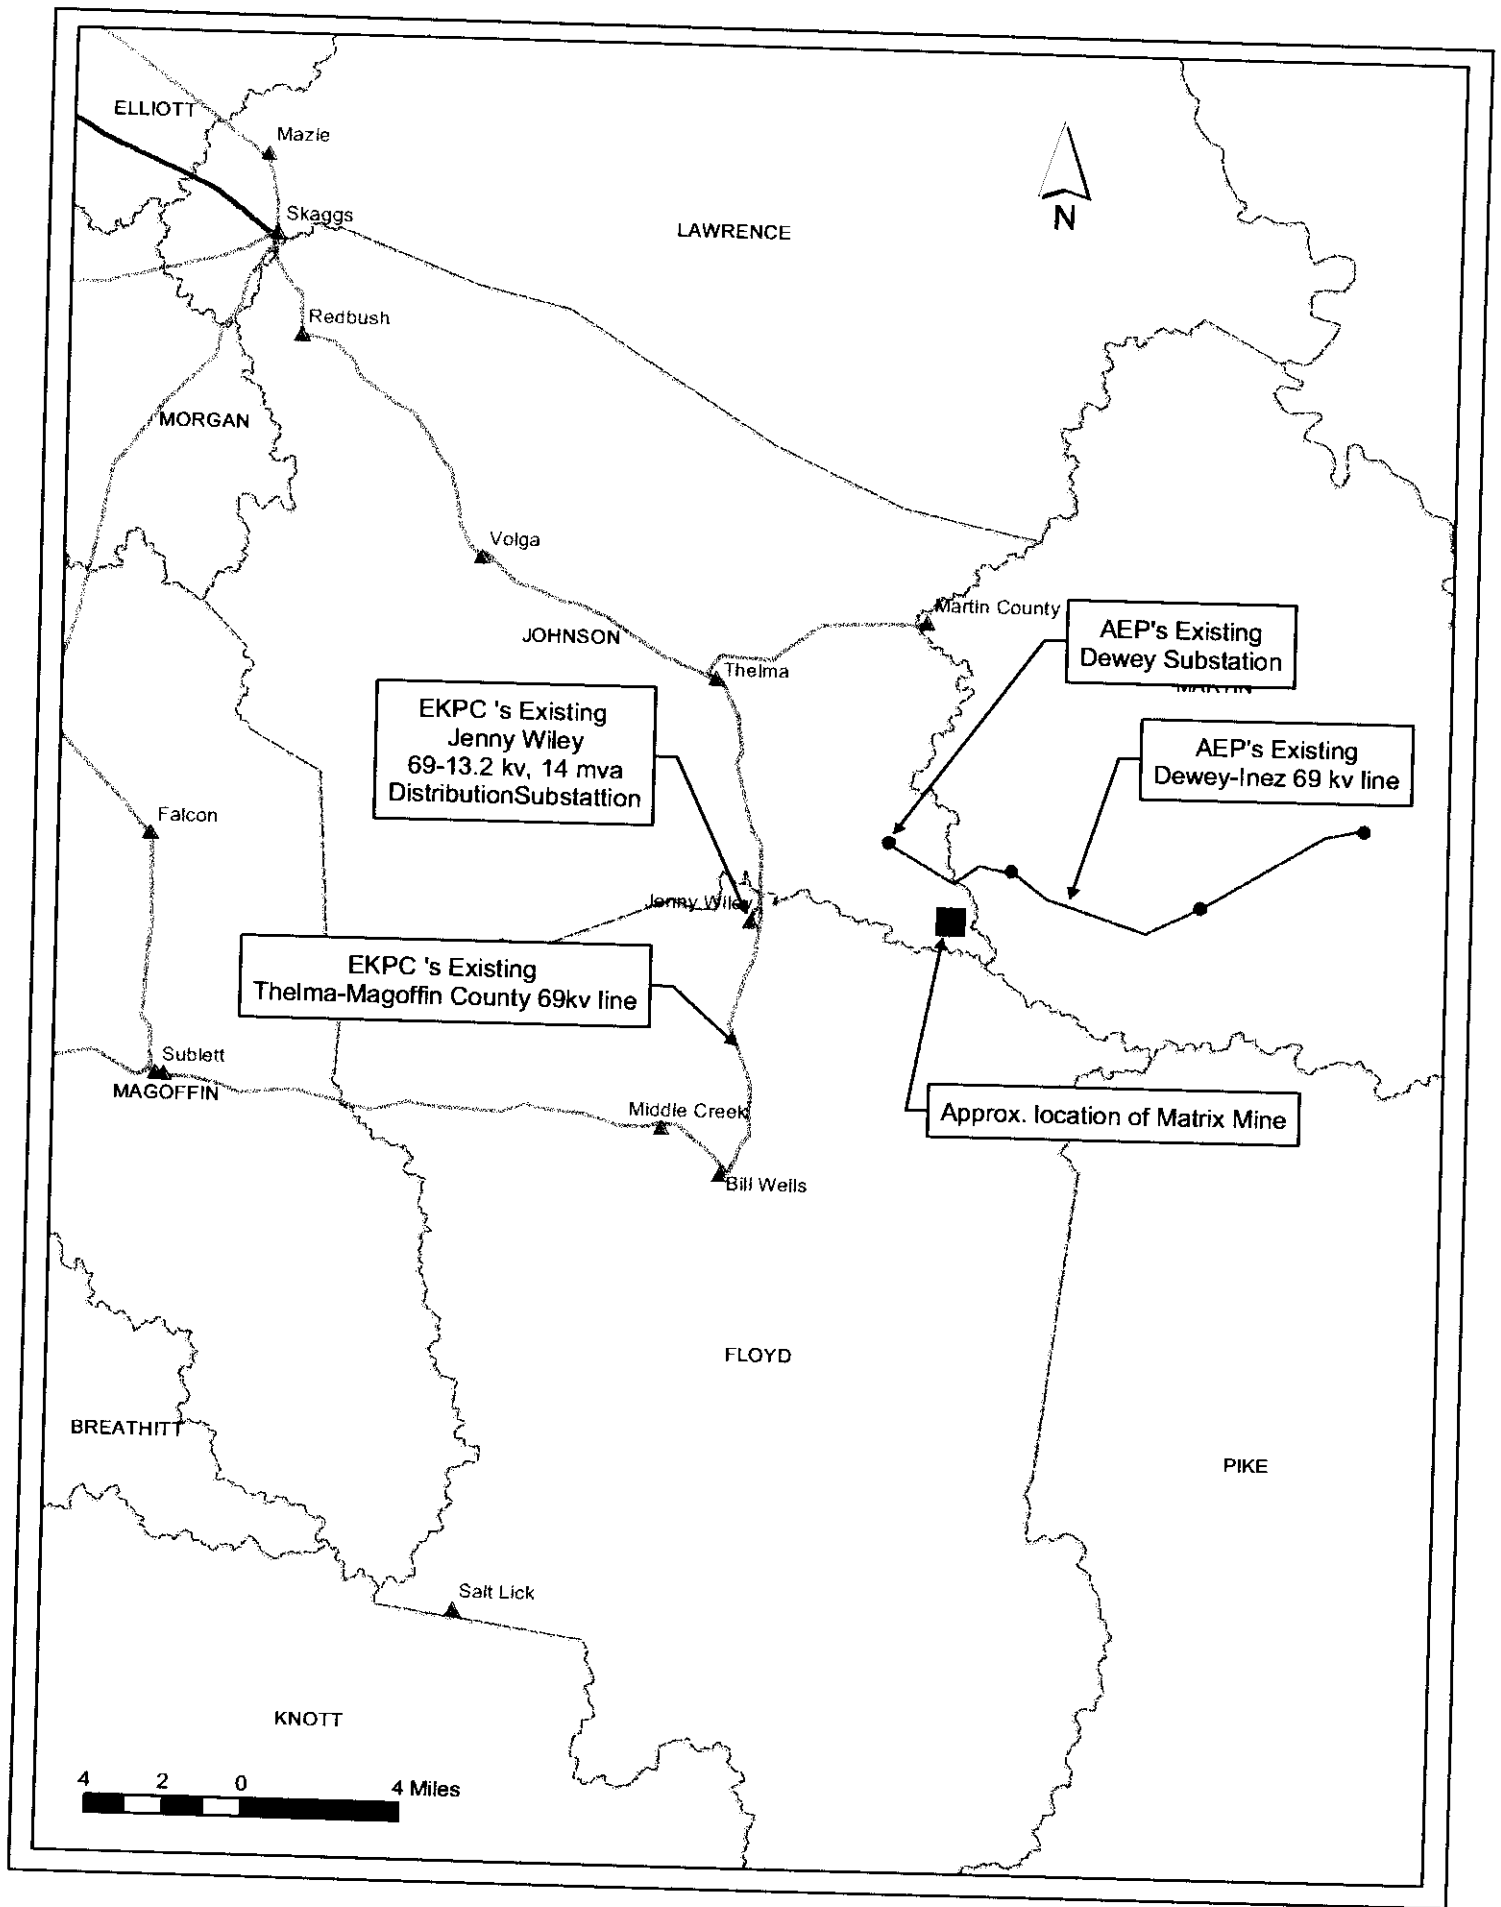 ELLIOTT
Mazie
Skaggs
LAWRENCE
N
Redbush
MORGAN
Volga
Martin County
AEP's Existing
Dewey Substation
JOHNSON
Thelma
MARTIN
EKPC 's Existing
Jenny Wiley
69-13.2 kv, 14 mva
DistributionSubstattion
AEP's Existing
Dewey-Inez 69 kv line
Falcon
Jenny Wiley
EKPC 's Existing
Thelma-Magoffin County 69kv line
Sublett
MAGOFFIN
Middle Creek
Approx. location of Matrix Mine
Bill Wells
FLOYD
BREATHITT
PIKE
Salt Lick
KNOTT
4 2 0 4 Miles